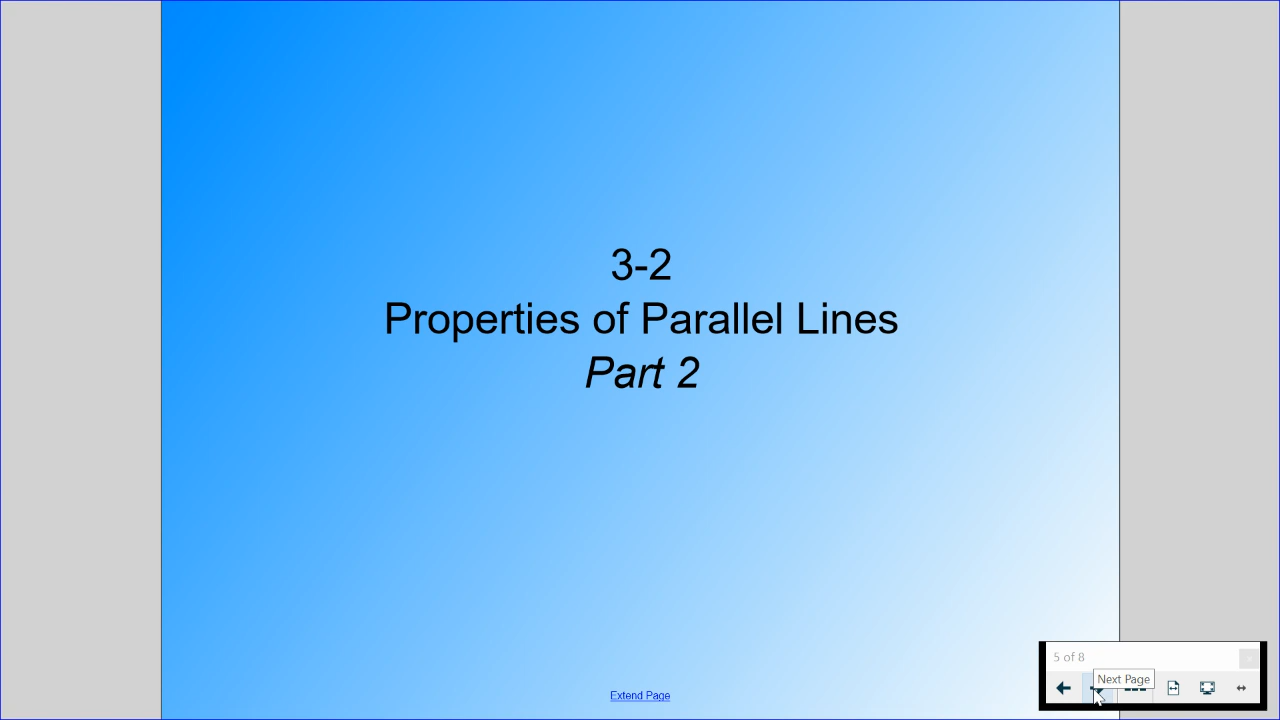 3-2
Properties of Parallel Lines
Part 2
5 of 8
Next Page
Extend Page